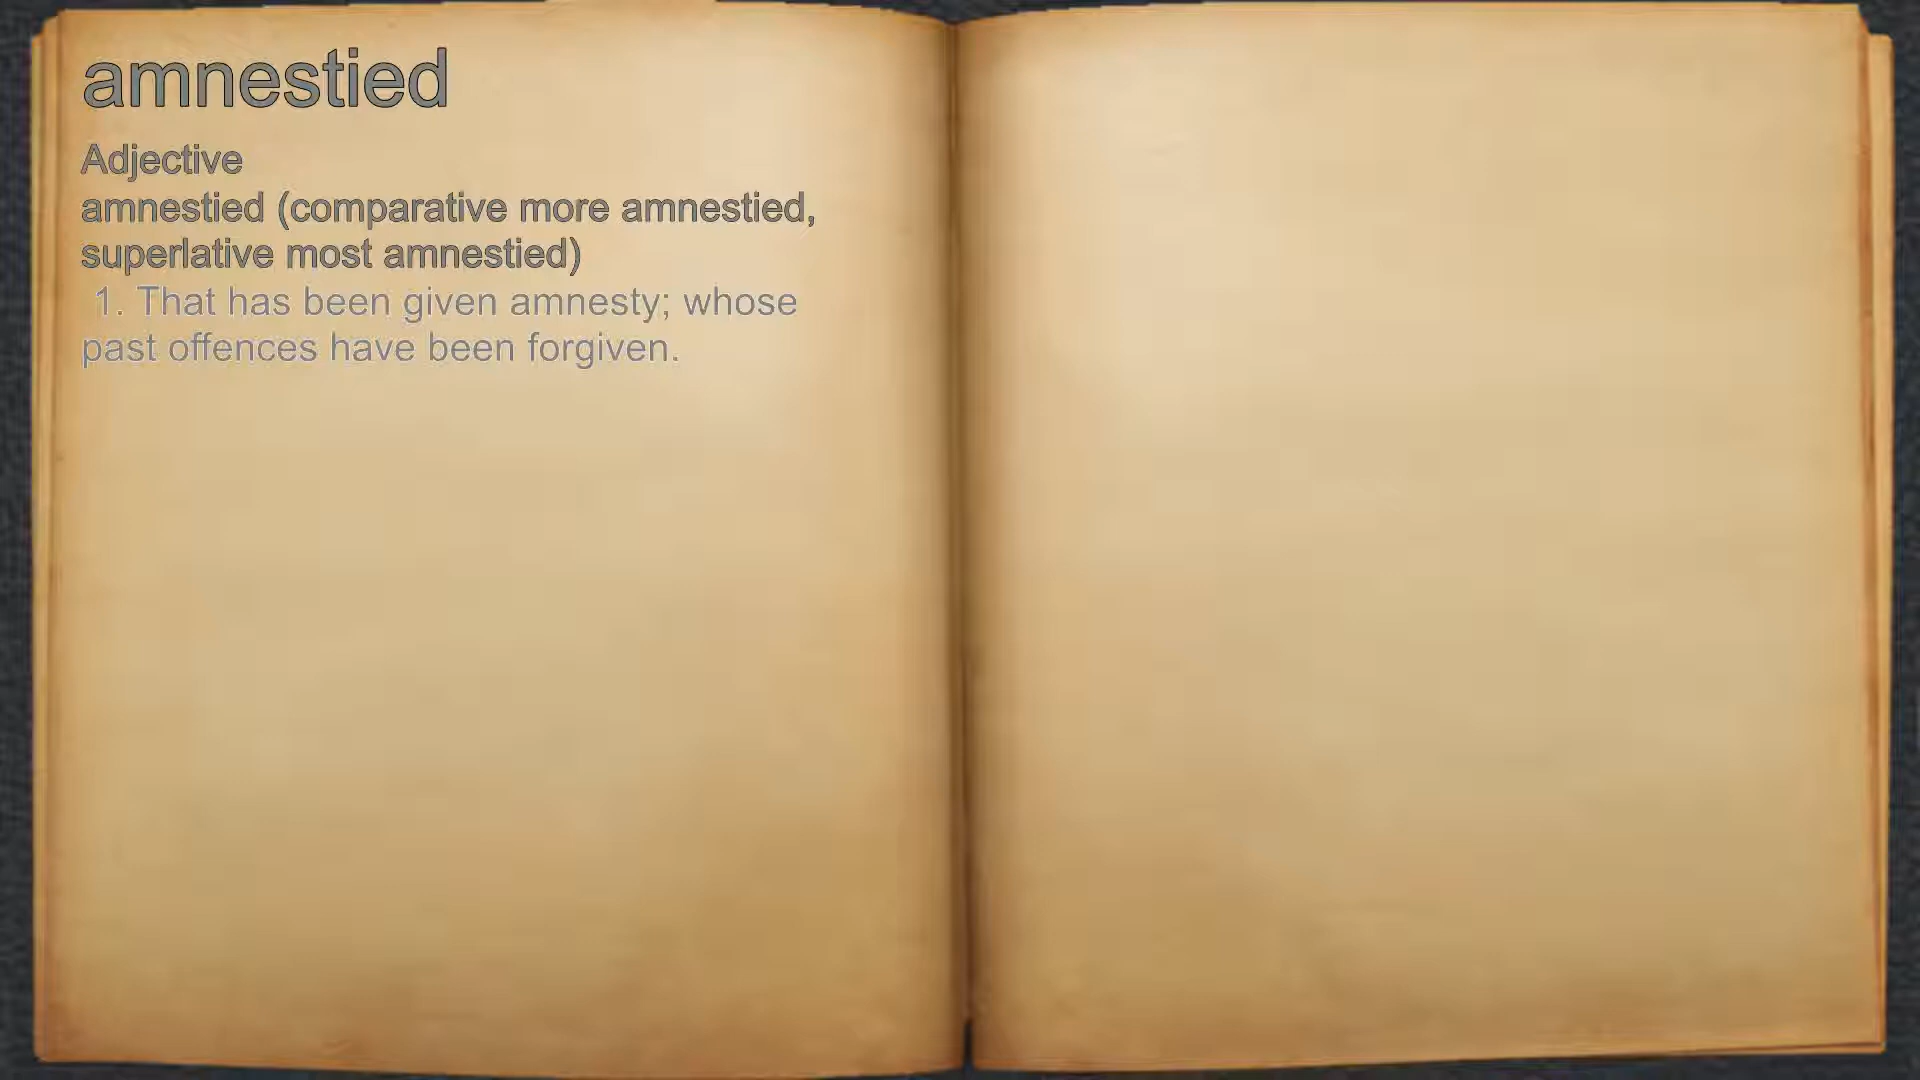 amnestied
Adjective
amnestied (comparative more amnestied,
superlative most amnestied)
1. That has been given amnesty; whose
past offences have been forgiven.